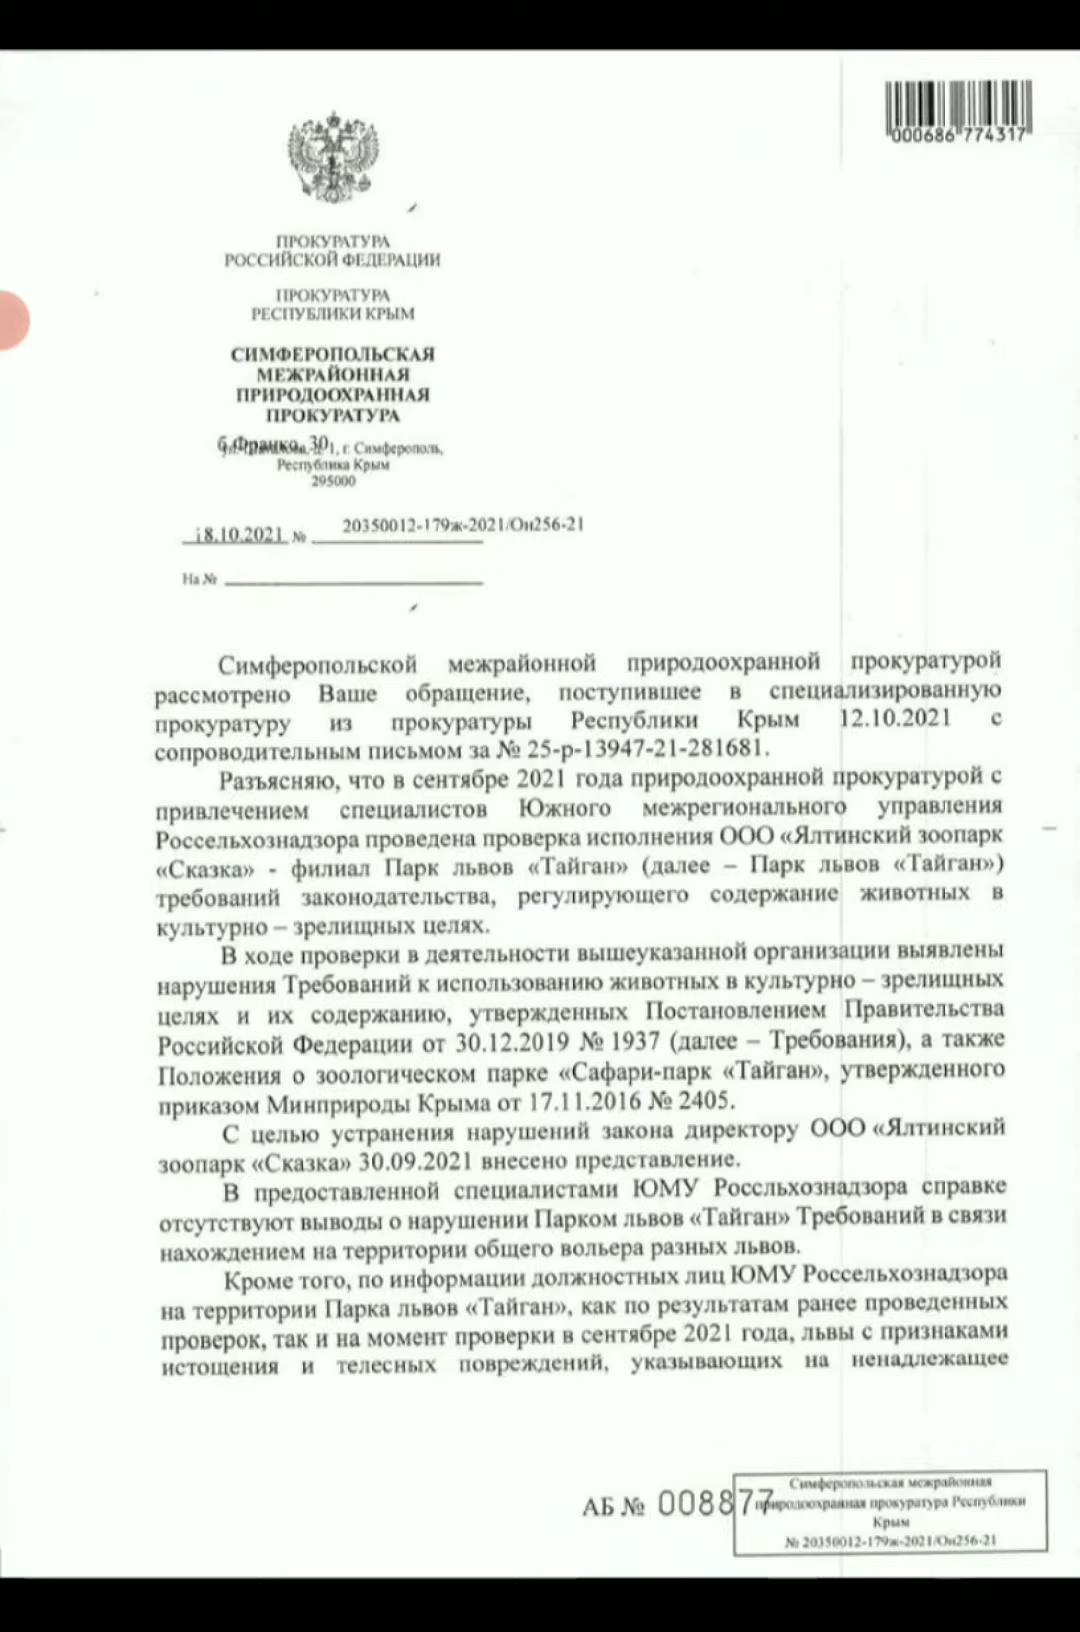 000686 774317
ПРОКУРАТУРА
РОССИЙСКОЙ ФЕДЕРАЦИИ
ПРОКУРАТУРА
РЕСПУБЛИКИ КРЫМ
СИМФЕРОПОЛЬСКАЯ
МЕЖРАЙОННАЯ
ПРИРОДООХРАННАЯ
ПРОКУРАТУРА
б.Франко, 30
1, г. Симферополь,
Республика Крым
295000
18.10.2021 № 20350012-179ж-2021/Он256-21
На №
Симферопольской межрайонной природоохранной прокуратурой
рассмотрено Ваше обращение, поступившее в специализированную
прокуратуру из прокуратуры Республики Крым 12.10.2021 с
сопроводительным письмом за № 25-р-13947-21-281681.
Разъясняю, что в сентябре 2021 года природоохранной прокуратурой с
привлечением специалистов Южного межрегионального управления
Россельхознадзора проведена проверка исполнения ООО «Ялтинский зоопарк
«Сказка» - филиал Парк львов «Тайган» (далее – Парк львов «Тайган»)
требований законодательства, регулирующего содержание животных в
культурно – зрелищных целях.
В ходе проверки в деятельности вышеуказанной организации выявлены
нарушения Требований к использованию животных в культурно – зрелищных
целях и их содержанию, утвержденных Постановлением Правительства
Российской Федерации от 30.12.2019 № 1937 (далее – Требования), а также
Положения о зоологическом парке «Сафари-парк «Тайган», утвержденного
приказом Минприроды Крыма от 17.11.2016 № 2405.
С целью устранения нарушений закона директору ООО «Ялтинский
зоопарк «Сказка» 30.09.2021 внесено представление.
В предоставленной специалистами ЮМУ Россльхознадзора справке
отсутствуют выводы о нарушении Парком львов «Тайган» Требований в связи
нахождением на территории общего вольера разных львов.
Кроме того, по информации должностных лиц ЮМУ Россельхознадзора
на территории Парка львов «Тайган», как по результатам ранее проведенных
проверок, так и на момент проверки в сентябре 2021 года, львы с признаками
истощения и телесных повреждений, указывающих на ненадлежащее
АБ № 008877
Симферопольская межрайонная
природоохранная прокуратура Республики
Крым
№ 20350012-179ж-2021/Он256-21